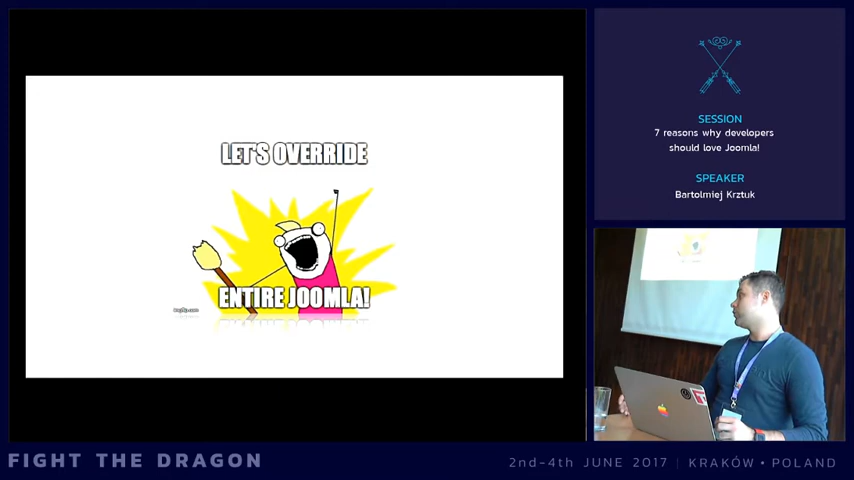 LET'S OVERRIDE
ENTIRE JOOMLA!
SESSION
7 reasons why developers
should love Joomla!
SPEAKER
Bartolmiej Krztuk
FIGHT THE DRAGON
2nd-4th JUNE 2017 | KRAKÓW • POLAND